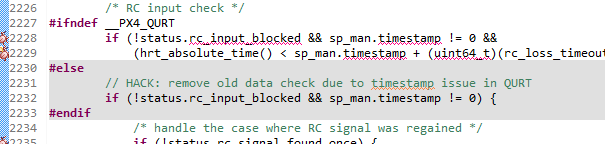 2226 /* RC input check */
2227 #ifndef __PX4_QURT
2228 if (!status.rc_input_blocked && sp_man.timestamp != 0 &&
2229 (hrt_absolute_time() < sp_man.timestamp + (uint64_t)(rc_loss_timeou
2230 #else
2231 // HACK: remove old data check due to timestamp issue in QURT
2232 if (!status.rc_input_blocked && sp_man.timestamp != 0) {
2233 #endif
2234 /* handle the case where RC signal was regained */
2235 if (!status.rc_signal_found_once) {